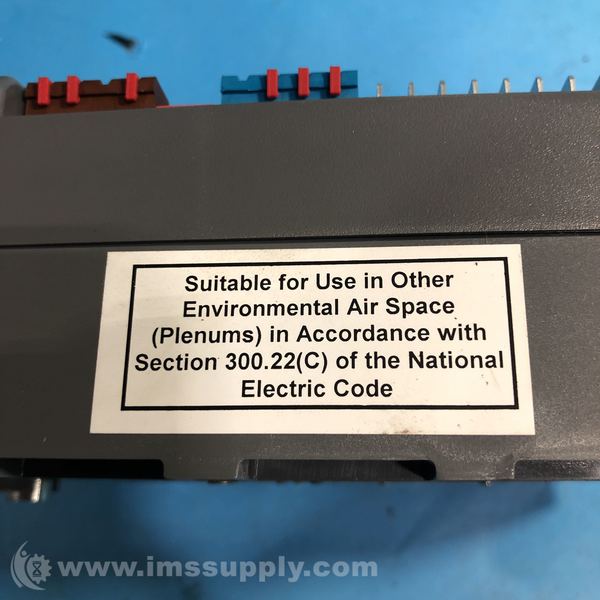 Suitable for Use in Other
Environmental Air Space
(Plenums) in Accordance with
Section 300.22(C) of the National
Electric Code
www.imssupply.com